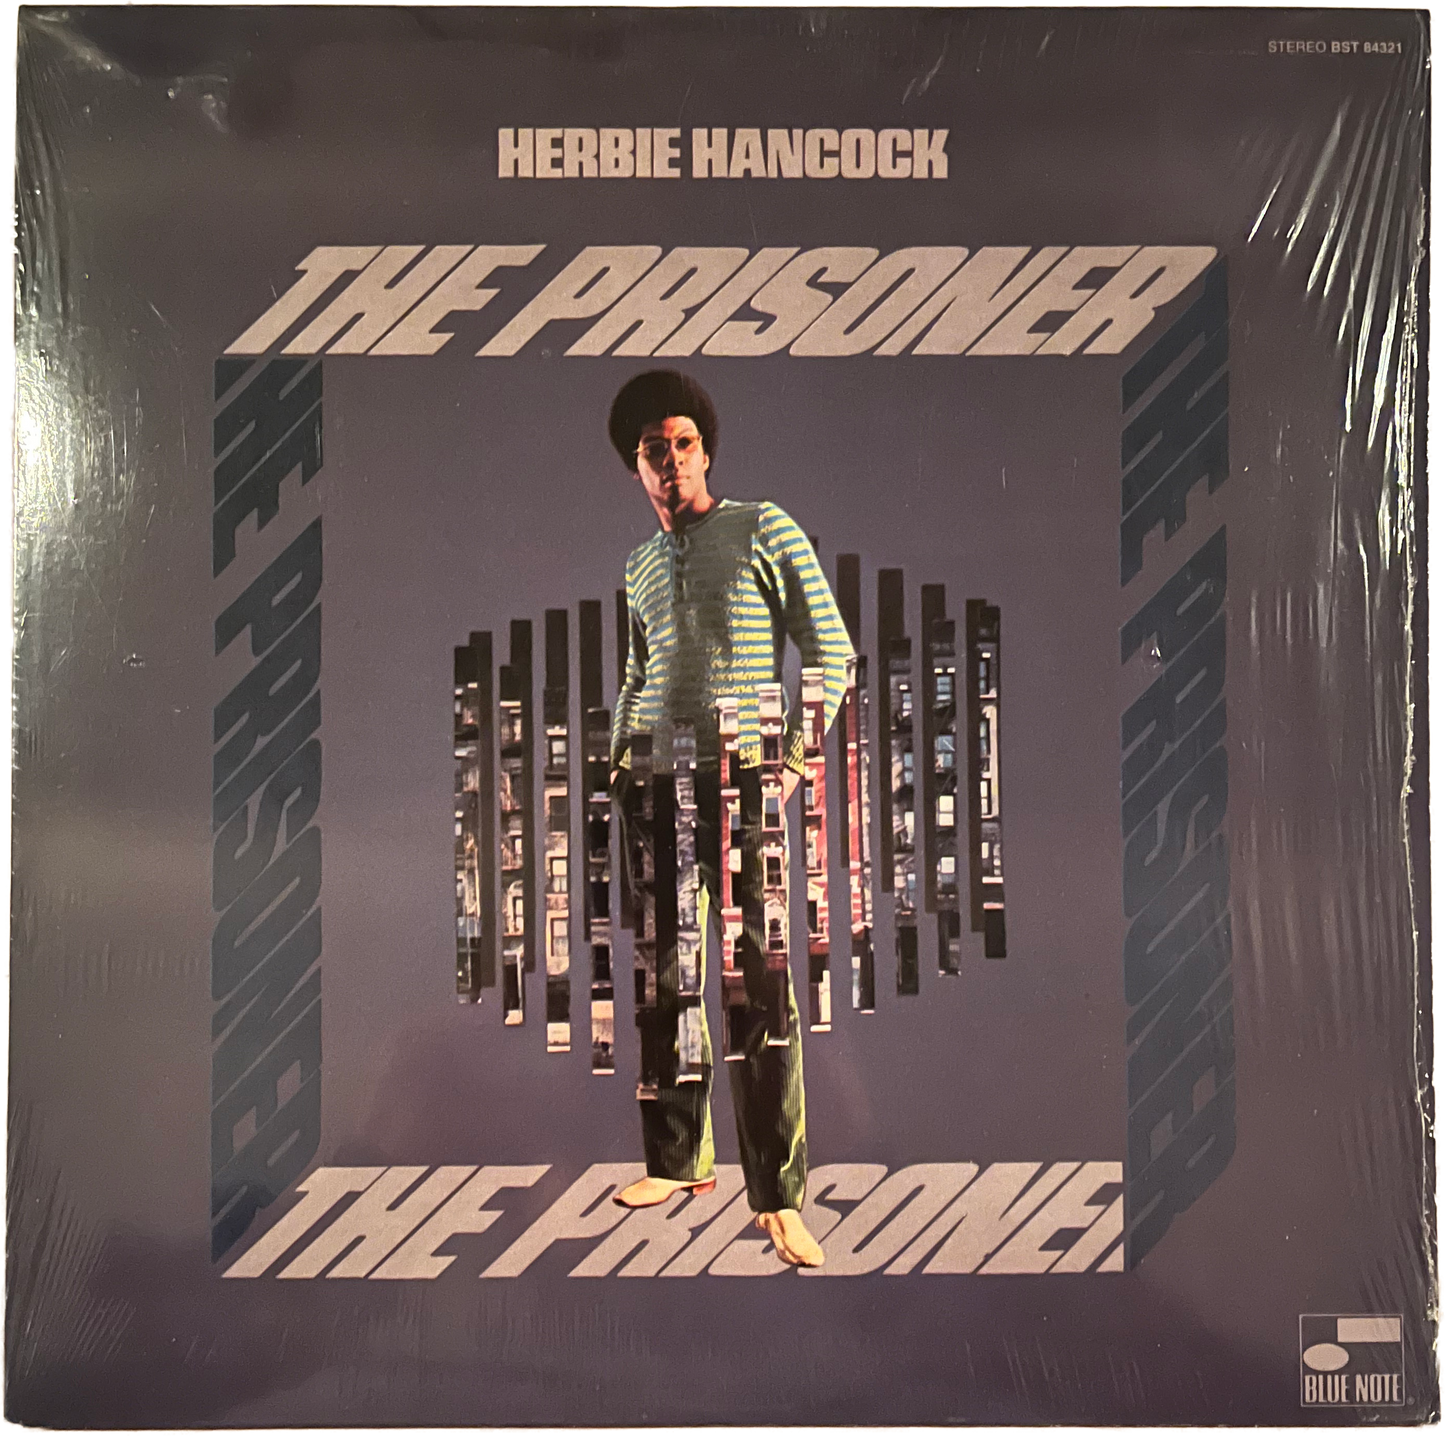 STEREO BST 84321
HERBIE HANCOCK
THE PRISONER
THE PRISONER
THE PRISONER
THE PRISONER
BLUE NOTE